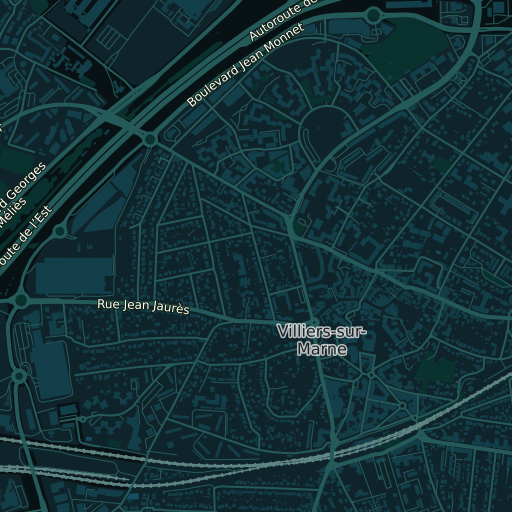 Autoroute de
Boulevard Jean Monnet
d Georges
Méliès
oute de l'Est
Rue Jean Jaurès
Villiers-sur-
Marne